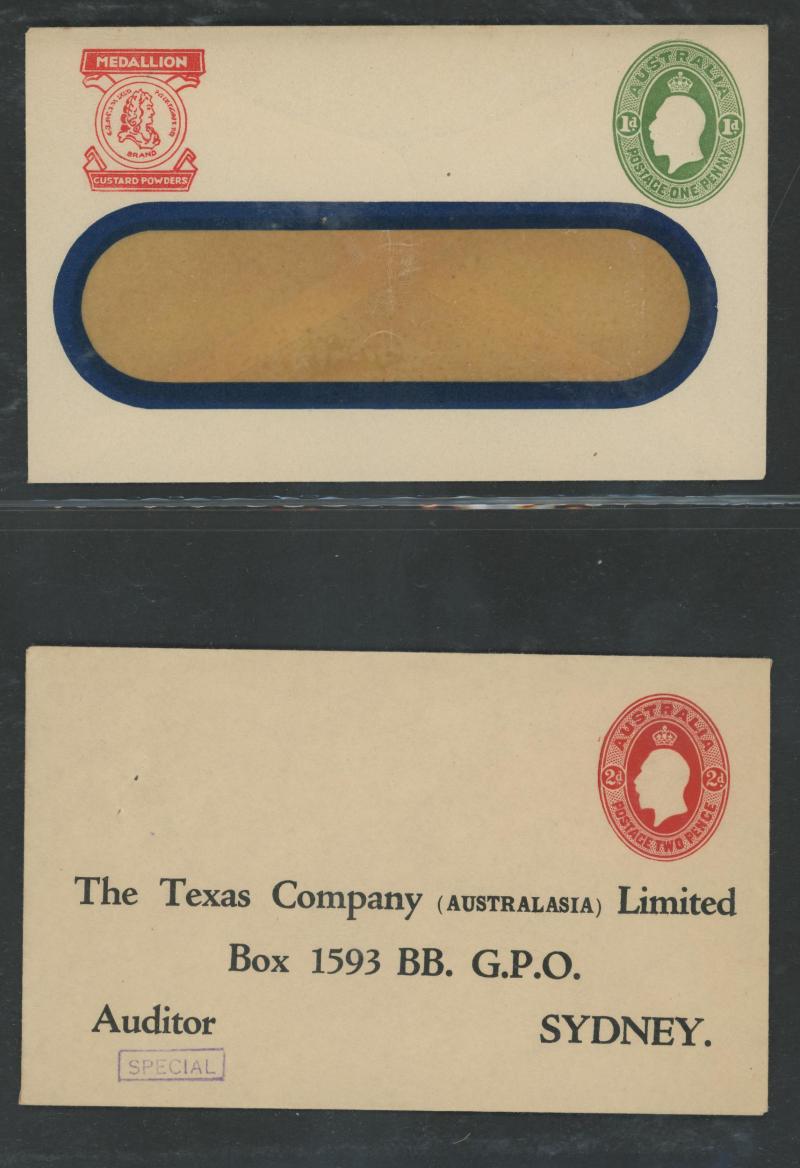 MEDALLION
BRAND
CUSTARD POWDERS
AUSTRALIA
1d 1d
POSTAGE ONE PENNY
AUSTRALIA
2d. 2d.
POSTAGE TWO PENCE
The Texas Company (AUSTRALASIA) Limited
Box 1593 BB. G.P.O.
Auditor SYDNEY.
SPECIAL